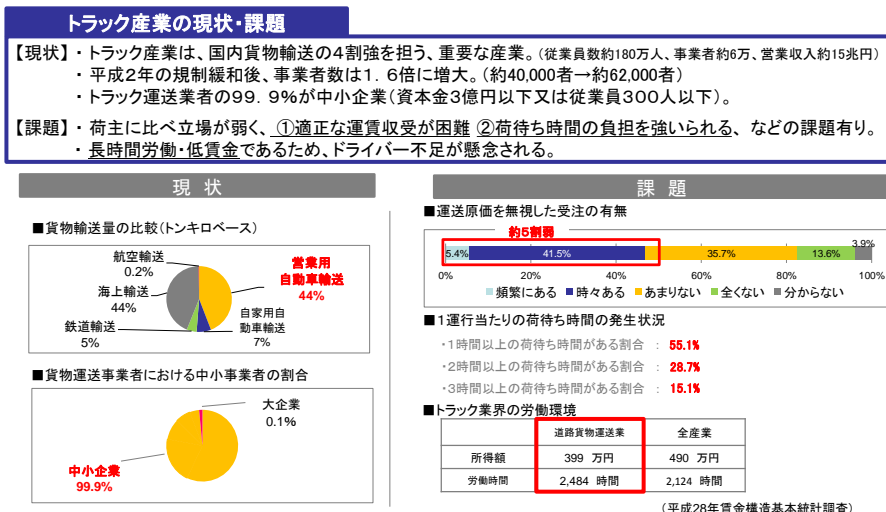 トラック産業の現状・課題
【現状】・トラック産業は、国内貨物輸送の4割強を担う、重要な産業。(従業員数約180万人、事業者約6万、営業収入約15兆円)
・平成2年の規制緩和後、事業者数は1.6倍に増大。(約40,000者→約62,000者)
・トラック運送業者の99.9%が中小企業(資本金3億円以下又は従業員300人以下)。
【課題】・荷主に比べ立場が弱く、①適正な運賃収受が困難 ②荷待ち時間の負担を強いられる、などの課題有り。
・長時間労働・低賃金であるため、ドライバー不足が懸念される。
現 状
■貨物輸送量の比較(トンキロベース)
航空輸送
0.2%
海上輸送
44%
鉄道輸送
5%
営業用
自動車輸送
44%
自家用自
動車輸送
7%
■貨物運送事業者における中小事業者の割合
大企業
0.1%
中小企業
99.9%
課 題
■運送原価を無視した受注の有無
約5割弱
5.4% 41.5% 35.7% 13.6% 3.9%
0% 20% 40% 60% 80% 100%
■頻繁にある ■時々ある ■あまりない ■全くない ■分からない
■1運行当たりの荷待ち時間の発生状況
・1時間以上の荷待ち時間がある割合 : 55.1%
・2時間以上の荷待ち時間がある割合 : 28.7%
・3時間以上の荷待ち時間がある割合 : 15.1%
■トラック業界の労働環境
道路貨物運送業 全産業
所得額 399 万円 490 万円
労働時間 2,484 時間 2,124 時間
(平成28年賃金構造基本統計調査)